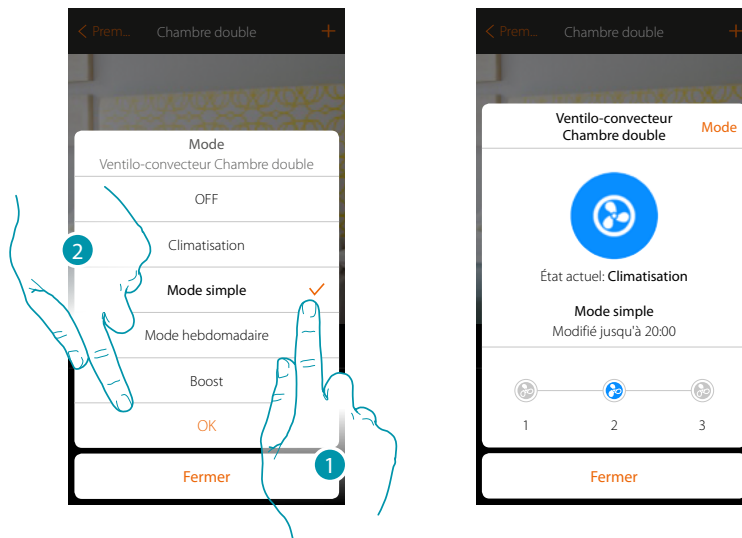 Prem...
Chambre double
+
Mode
Ventilo-convecteur Chambre double
OFF
Climatisation
2
Mode simple
Mode hebdomadaire
Boost
OK
1
Fermer
Prem...
Chambre double
+
Ventilo-convecteur
Chambre double
Mode
État actuel: Climatisation
Mode simple
Modifié jusqu'à 20:00
1
2
3
Fermer